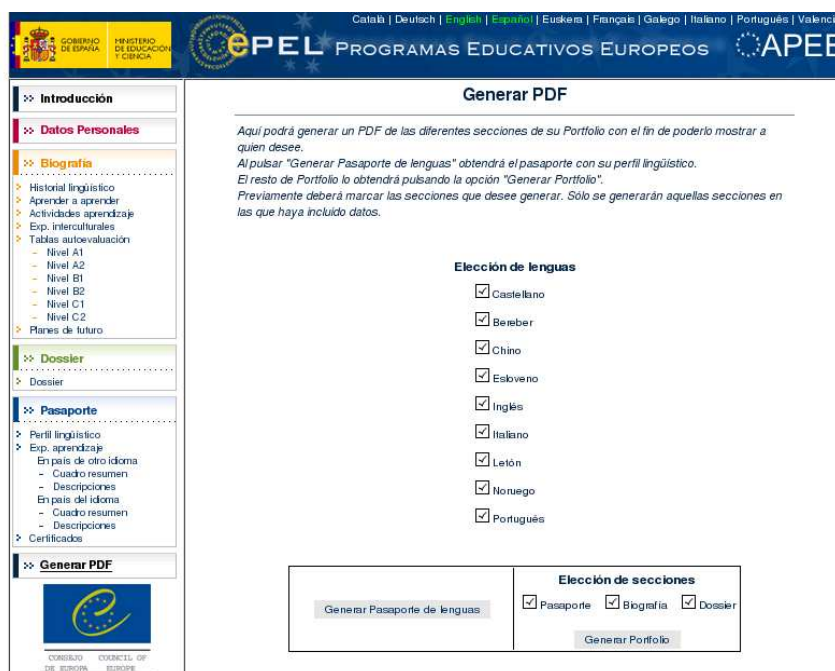 Català | Deutsch | English | Español | Euskera | Français | Galego | Italiano | Português |
GOBIERNO DE ESPAÑA
MINISTERIO DE EDUCACIÓN Y CIENCIA
ePEL PROGRAMAS EDUCATIVOS EUROPEOS
Introducción
Datos Personales
Biografía
Historial lingüístico
Aprender a aprender
Actividades aprendizaje
Exp. interculturales
Tablas autoevaluación
– Nivel A1
– Nivel A2
– Nivel B1
– Nivel B2
– Nivel C1
– Nivel C2
Planes de futuro
Dossier
Dossier
Pasaporte
Perfil lingüístico
Exp. aprendizaje
En país de otro idioma
– Cuadro resumen
– Descripciones
En país del idioma
– Cuadro resumen
– Descripciones
Certificados
Generar PDF
CONSEJO COUNCIL OF
DE EUROPA EUROPE
Generar PDF
Aquí podrá generar un PDF de las diferentes secciones de su Portfolio con el fin de poderlo mostrar a
quien desee.
Al pulsar "Generar Pasaporte de lenguas" obtendrá el pasaporte con su perfil lingüístico.
El resto de Portfolio lo obtendrá pulsando la opción "Generar Portfolio".
Previamente deberá marcar las secciones que desee generar. Sólo se generarán aquellas secciones en
las que haya incluido datos.
Elección de lenguas
Castellano
Bereber
Chino
Esloveno
Inglés
Italiano
Letón
Noruego
Portugués
Generar Pasaporte de lenguas
Elección de secciones
Pasaporte Biografía Dossier
Generar Portfolio